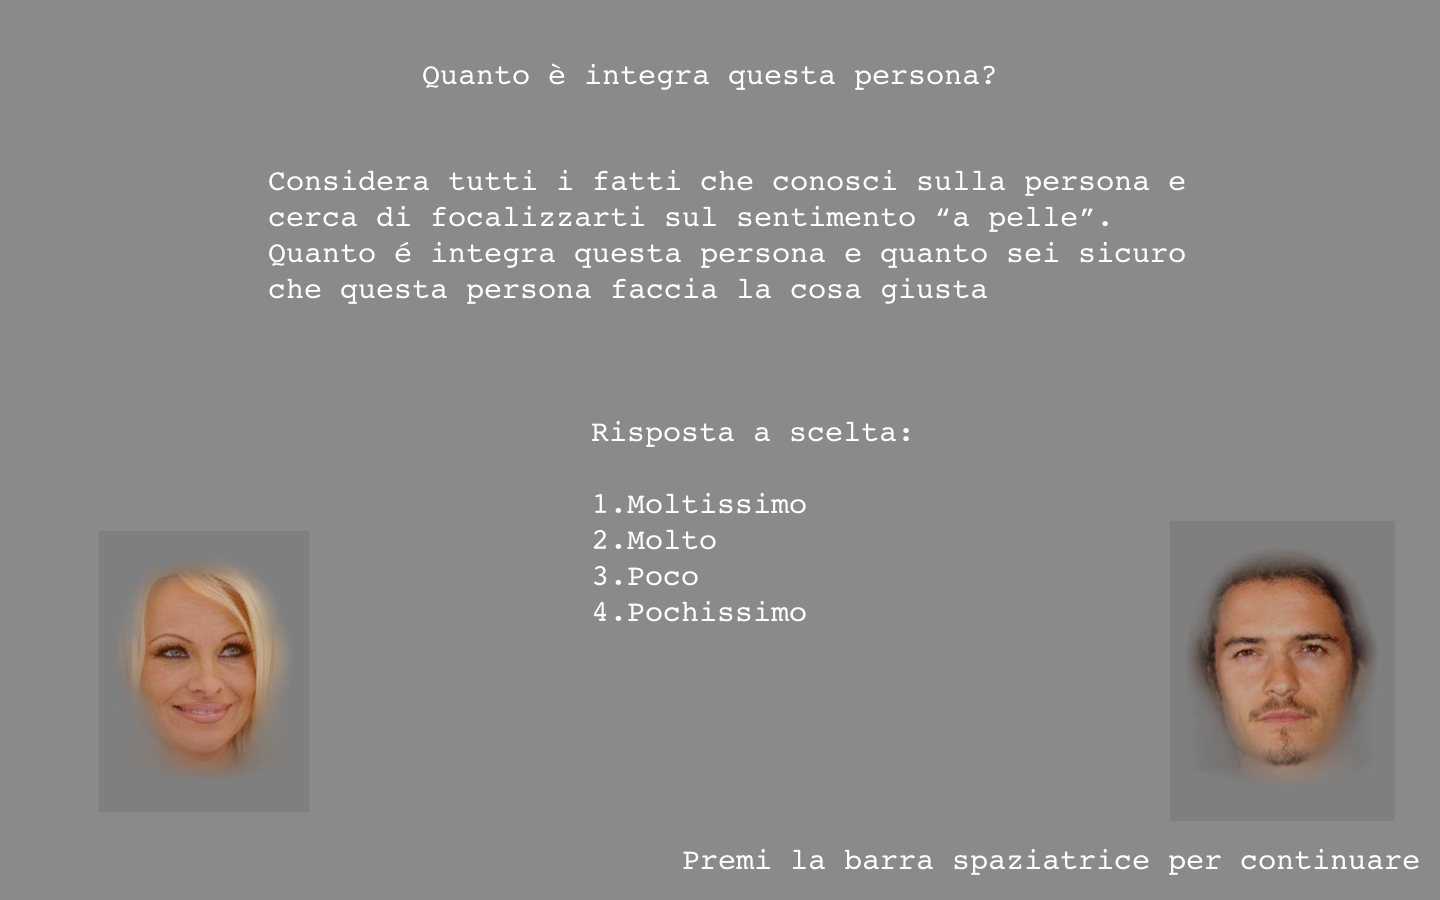 Quanto è integra questa persona?
Considera tutti i fatti che conosci sulla persona e
cerca di focalizzarti sul sentimento “a pelle”.
Quanto é integra questa persona e quanto sei sicuro
che questa persona faccia la cosa giusta
Risposta a scelta:
1.Moltissimo
2.Molto
3.Poco
4.Pochissimo
Premi la barra spaziatrice per continuare